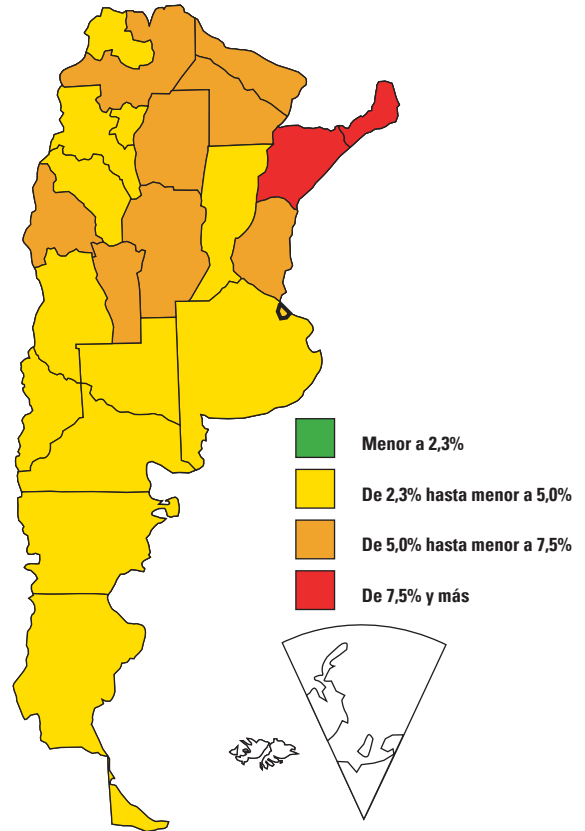 Menor a 2,3%
De 2,3% hasta menor a 5,0%
De 5,0% hasta menor a 7,5%
De 7,5% y más